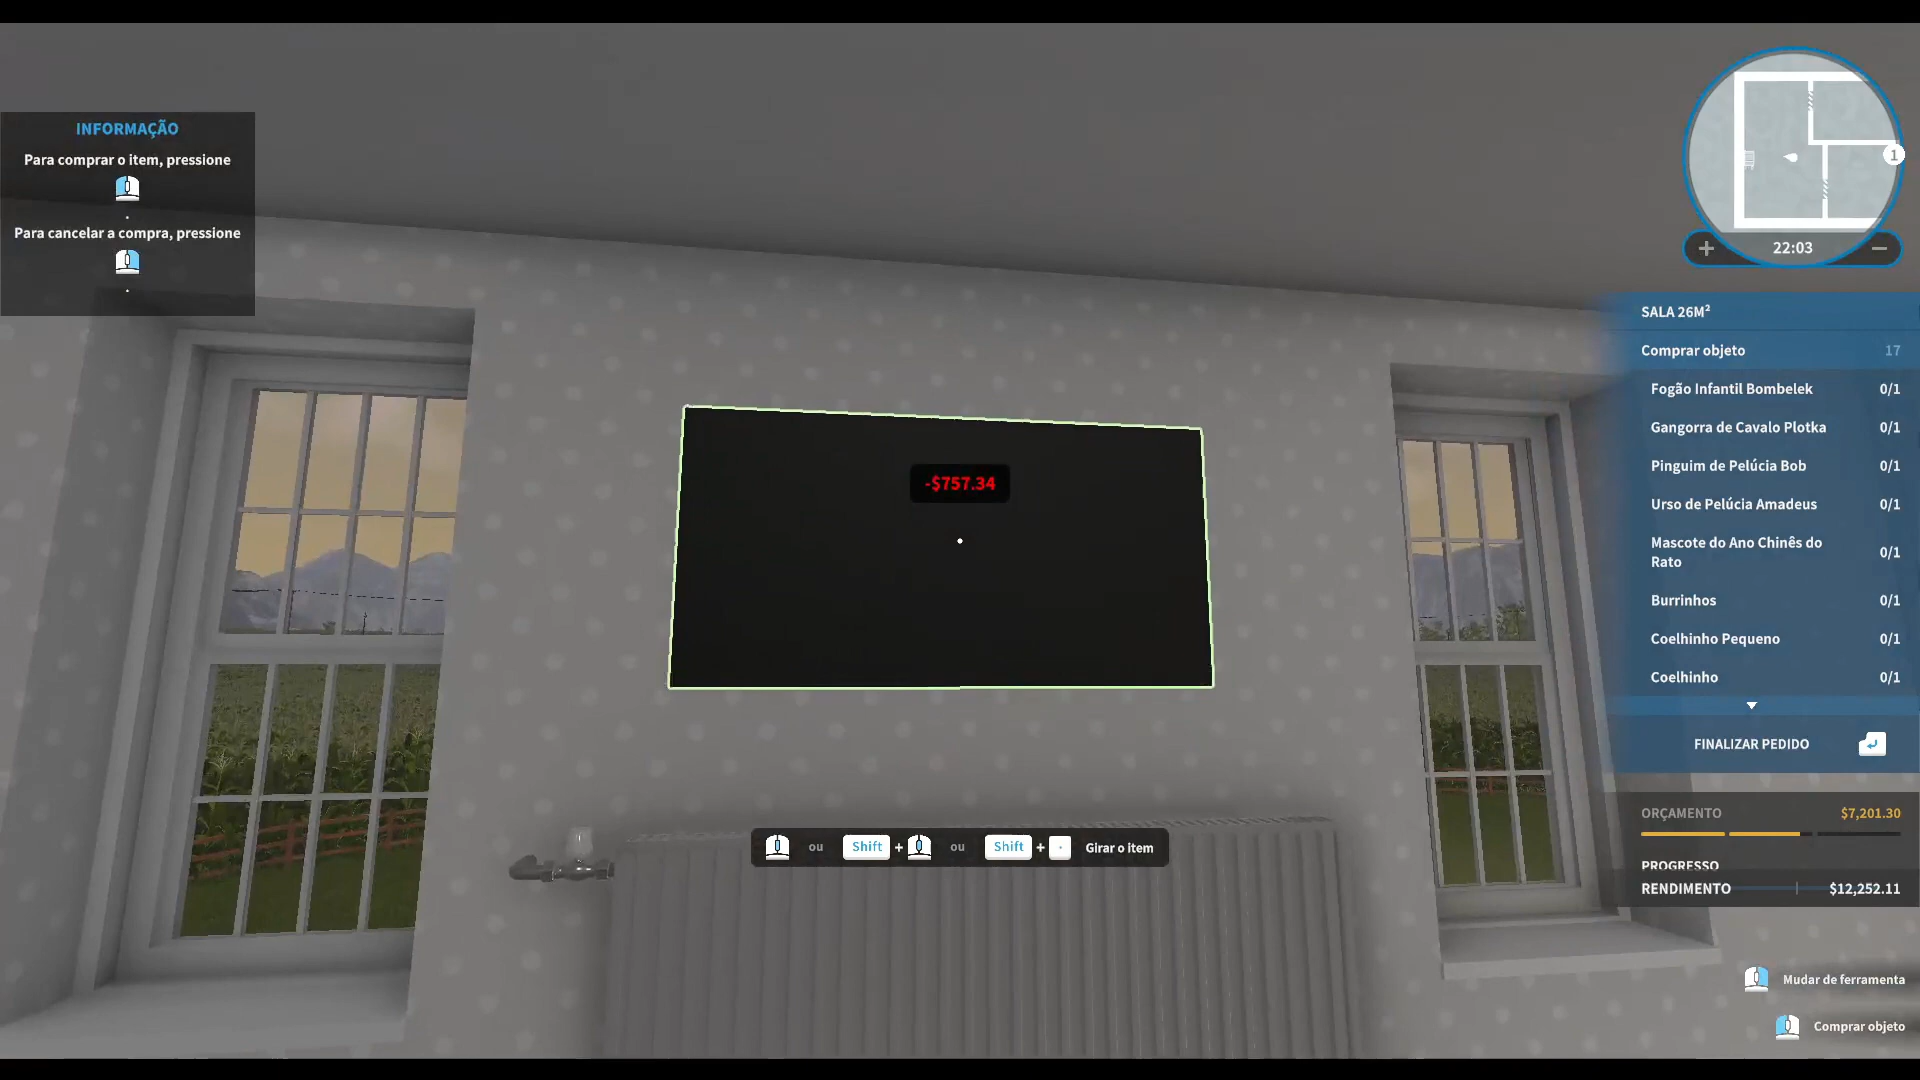 INFORMAÇÃO
Para comprar o item, pressione
.
Para cancelar a compra, pressione
.
1
22:03
SALA 26M²
Comprar objeto 17
Fogão Infantil Bombelek 0/1
Gangorra de Cavalo Plotka 0/1
Pinguim de Pelúcia Bob 0/1
Urso de Pelúcia Amadeus 0/1
Mascote do Ano Chinês do
Rato 0/1
Burrinhos 0/1
Coelhinho Pequeno 0/1
Coelhinho 0/1
FINALIZAR PEDIDO
ORÇAMENTO $7,201.30
PROGRESSO
RENDIMENTO $12,252.11
-$757.34
ou Shift + ou Shift + . Girar o item
Mudar de ferramenta
Comprar objeto